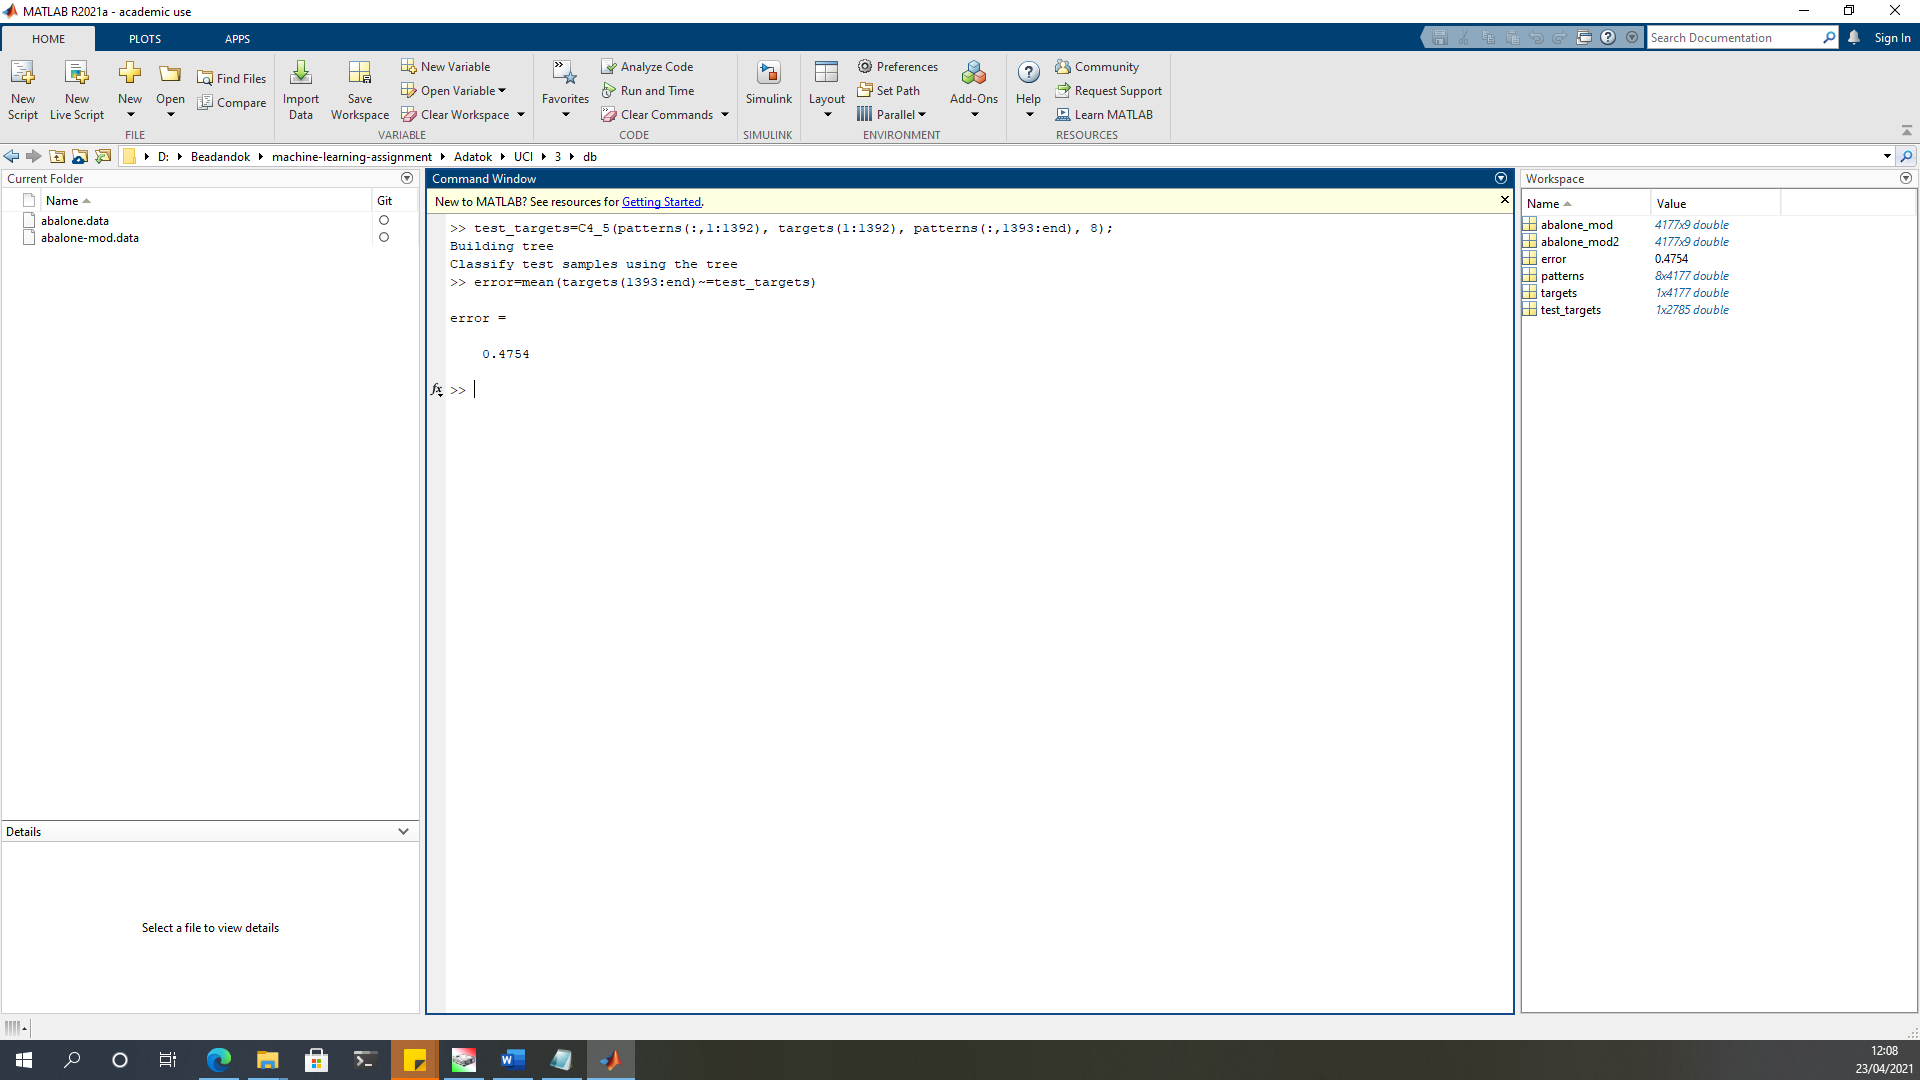 MATLAB R2021a - academic use
HOME
PLOTS
APPS
Search Documentation
Sign In
New Script
New Live Script
New
Open
Find Files
Compare
FILE
Import Data
Save Workspace
New Variable
Open Variable
Clear Workspace
VARIABLE
Favorites
Analyze Code
Run and Time
Clear Commands
CODE
Simulink
SIMULINK
Layout
Preferences
Set Path
Parallel
Add-Ons
ENVIRONMENT
Help
Community
Request Support
Learn MATLAB
RESOURCES
D: Beadandok machine-learning-assignment Adatok UCI 3 db
Current Folder
Name Git
abalone.data
abalone-mod.data
Details
Select a file to view details
Command Window
New to MATLAB? See resources for Getting Started.
>> test_targets=C4_5(patterns(:,1:1392), targets(1:1392), patterns(:,1393:end), 8);
Building tree
Classify test samples using the tree
>> error=mean(targets(1393:end)~=test_targets)
error =
0.4754
fx >>
Workspace
Name Value
abalone_mod 4177x9 double
abalone_mod2 4177x9 double
error 0.4754
patterns 8x4177 double
targets 1x4177 double
test_targets 1x2785 double
12:08
23/04/2021